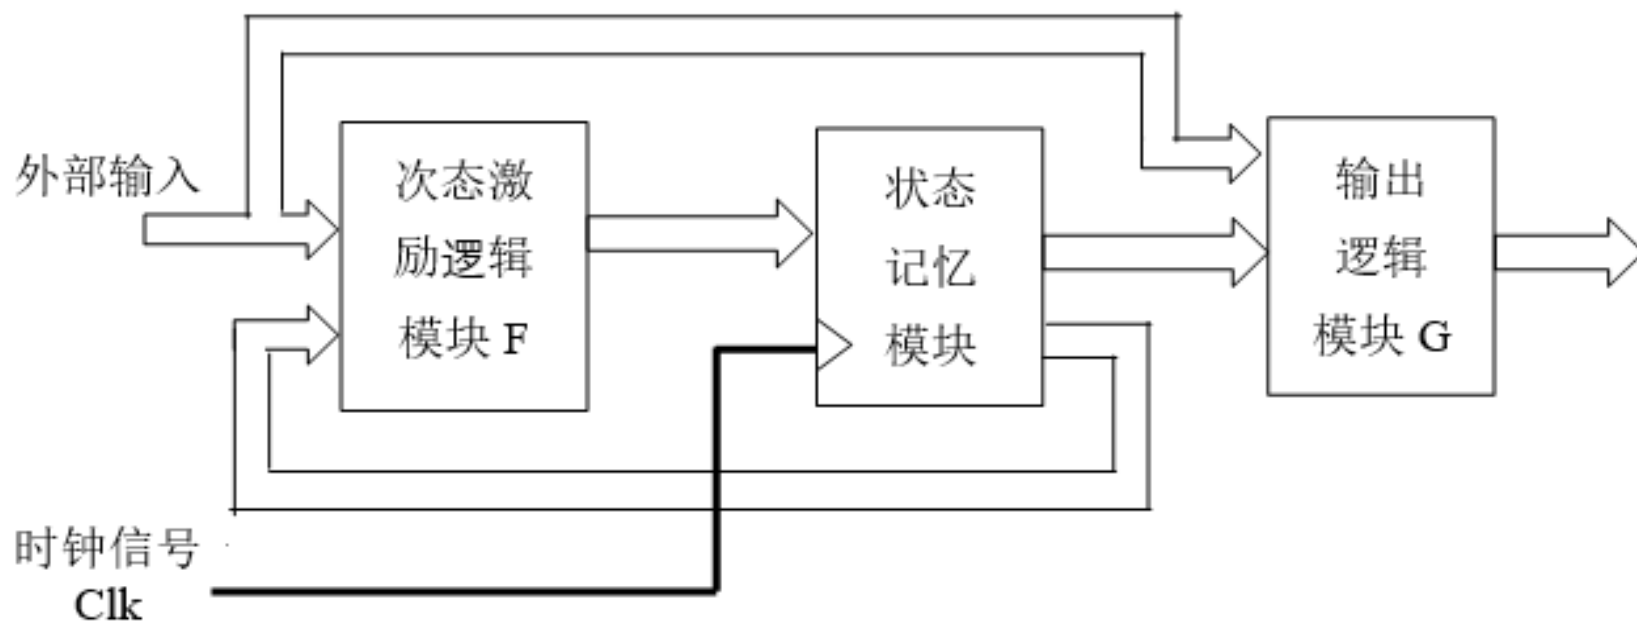 外部输入
次态激
励逻辑
模块 F
状态
记忆
模块
输出
逻辑
模块 G
时钟信号
Clk